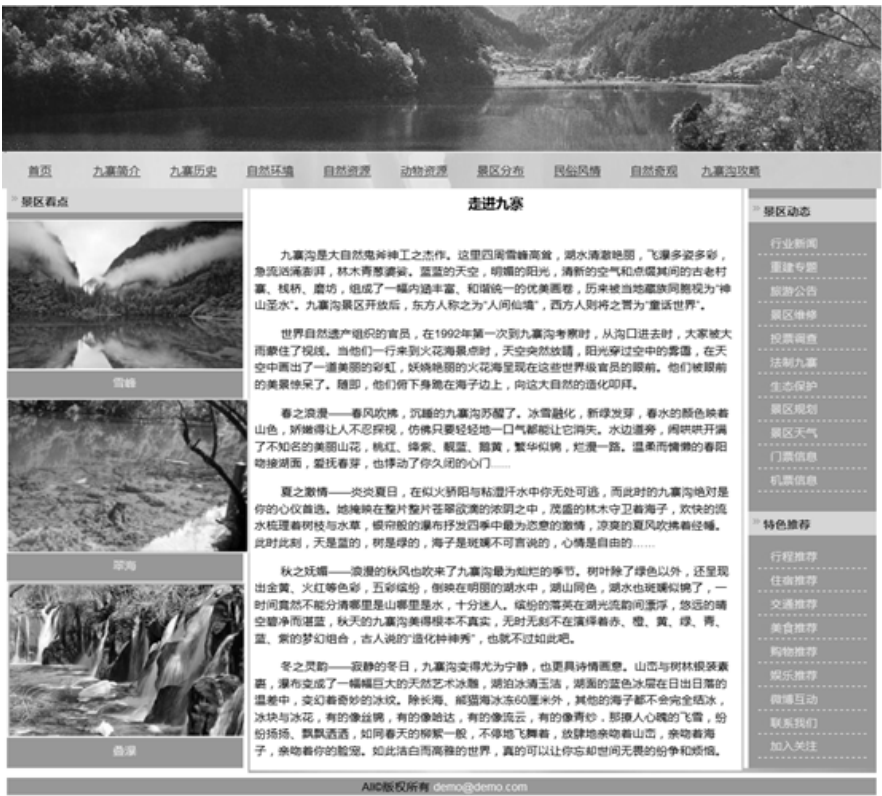 首页 九寨简介 九寨历史 自然环境 自然资源 动物资源 景区分布 民俗风情 自然奇观 九寨沟攻略
景区看点
雪峰
翠海
叠瀑
走进九寨
九寨沟是大自然鬼斧神工之杰作。这里四周雪峰高耸，湖水清澈艳丽，飞瀑多姿多彩，
急流汹涌澎湃，林木青葱婆娑。蓝蓝的天空，明媚的阳光，清新的空气和点缀其间的古老村
寨、栈桥、磨坊，组成了一幅内涵丰富、和谐统一的优美画卷，历来被当地藏族同胞视为“神
山圣水”。九寨沟景区开放后，东方人称之为“人间仙境”，西方人则将之誉为“童话世界”。
世界自然遗产组织的官员，在1992年第一次到九寨沟考察时，从沟口进去时，大家被大
雨蒙住了视线。当他们一行来到火花海景点时，天空突然放晴，阳光穿过空中的雾霭，在天
空中画出了一道美丽的彩虹，妖娆艳丽的火花海呈现在这些世界级官员的眼前。他们被眼前
的美景惊呆了。随即，他们俯下身跪在海子边上，向这大自然的造化叩拜。
春之浪漫——春风吹拂，沉睡的九寨沟苏醒了。冰雪融化，新绿发芽，春水的颜色映着
山色，娇嫩得让人不忍探视，仿佛只要轻轻地一口气都能让它消失。水边道旁，闹哄哄开满
了不知名的美丽山花，桃红、绛紫、靓蓝、鹅黄，繁华似锦，烂漫一路。温柔而慵懒的春阳
吻接湖面，爱抚春芽，也悸动了你久闭的心门……
夏之激情——炎炎夏日，在似火骄阳与粘湿汗水中你无处可逃，而此时的九寨沟绝对是
你的心仪首选。她掩映在整片整片苍翠欲滴的浓阴之中，茂盛的林木守卫着海子，欢快的流
水梳理着树枝与水草，银帘般的瀑布抒发四季中最为恣意的激情，凉爽的夏风吹拂着经幡。
此时此刻，天是蓝的，树是绿的，海子是斑斓不可言说的，心情是自由的……
秋之妩媚——浪漫的秋风也吹来了九寨沟最为灿烂的季节。树叶除了绿色以外，还呈现
出金黄、火红等色彩，五彩缤纷，倒映在明丽的湖水中，湖山同色，湖水也斑斓似锦了，一
时间竟然不能分清哪里是山哪里是水，十分迷人。缤纷的落英在湖光流韵间漂浮，悠远的晴
空碧净而湛蓝，秋天的九寨沟美得根本不真实，无时无刻不在演绎着赤、橙、黄、绿、青、
蓝、紫的梦幻组合，古人说的“造化钟神秀”，也就不过如此吧。
冬之灵韵——寂静的冬日，九寨沟变得尤为宁静，也更具诗情画意。山峦与树林银装素
裹，瀑布变成了一幅幅巨大的天然艺术冰雕，湖泊冰清玉洁，湖面的蓝色冰层在日出日落的
温差中，变幻着奇妙的冰纹。除长海、熊猫海冰冻60厘米外，其他的海子都不会完全结冰，
冰块与冰花，有的像丝锦，有的像哈达，有的像流云，有的像青纱，那撩人心魄的飞雪，纷
纷扬扬、飘飘洒洒，如同春天的柳絮一般，不停地飞舞着，放肆地亲吻着山峦，亲吻着海
子，亲吻着你的脸宠。如此洁白而高雅的世界，真的可以让你忘却世间无畏的纷争和烦恼。
景区动态
行业新闻
重建专题
旅游公告
景区维修
投票调查
法制九寨
生态保护
景区规划
景区天气
门票信息
机票信息
特色推荐
行程推荐
住宿推荐
交通推荐
美食推荐
购物推荐
娱乐推荐
微博互动
联系我们
加入关注
All©版权所有 demo@demo.com